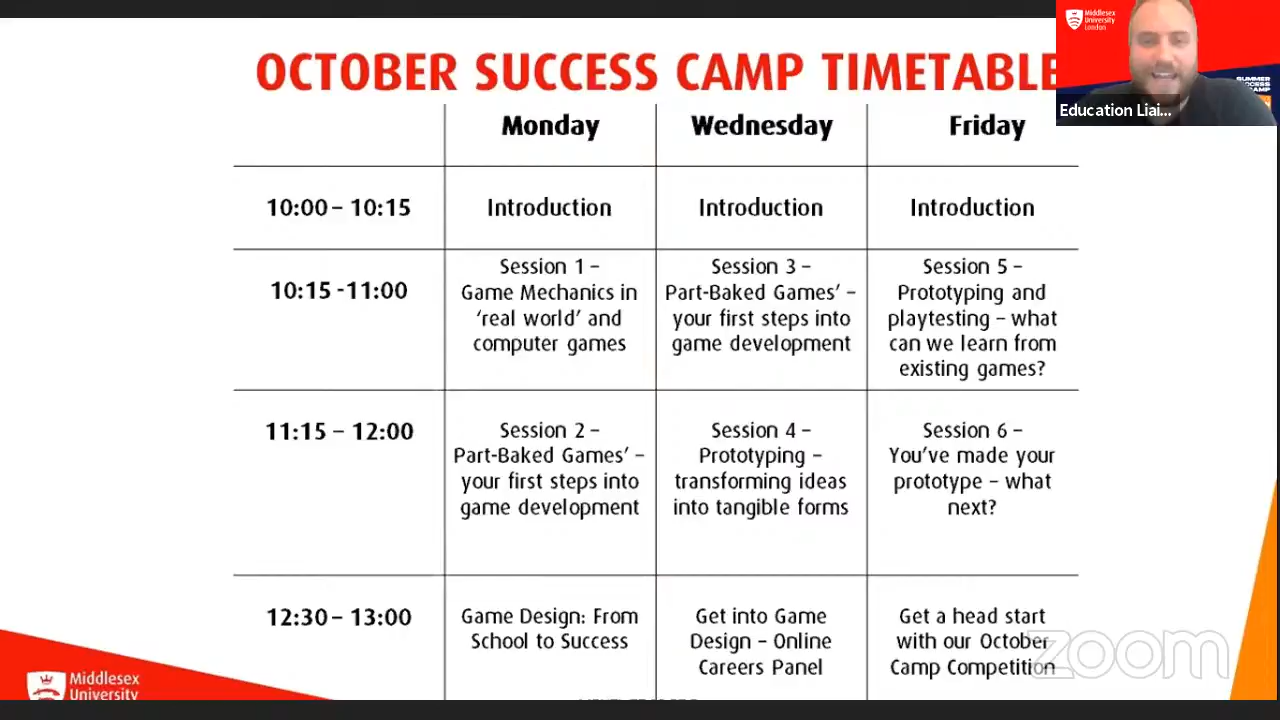 OCTOBER SUCCESS CAMP TIMETABLE
Middlesex
University
London
SUMMER
Education Liai...
Monday Wednesday Friday
10:00 – 10:15 Introduction Introduction Introduction
10:15 -11:00
Session 1 –
Game Mechanics in
‘real world’ and
computer games
Session 3 –
Part-Baked Games’ –
your first steps into
game development
Session 5 –
Prototyping and
playtesting – what
can we learn from
existing games?
11:15 – 12:00
Session 2 –
Part-Baked Games’ –
your first steps into
game development
Session 4 –
Prototyping –
transforming ideas
into tangible forms
Session 6 –
You’ve made your
prototype – what
next?
12:30 – 13:00
Game Design: From
School to Success
Get into Game
Design – Online
Careers Panel
Get a head start
with our October
Camp Competition
zoom
Middlesex
University